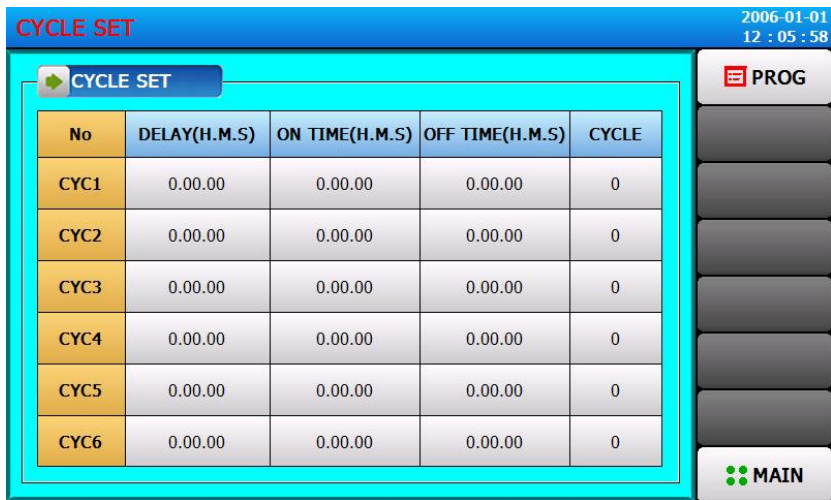 CYCLE SET
2006-01-01
12 : 05 : 58
CYCLE SET
PROG
No DELAY(H.M.S) ON TIME(H.M.S) OFF TIME(H.M.S) CYCLE
CYC1 0.00.00 0.00.00 0.00.00 0
CYC2 0.00.00 0.00.00 0.00.00 0
CYC3 0.00.00 0.00.00 0.00.00 0
CYC4 0.00.00 0.00.00 0.00.00 0
CYC5 0.00.00 0.00.00 0.00.00 0
CYC6 0.00.00 0.00.00 0.00.00 0
MAIN